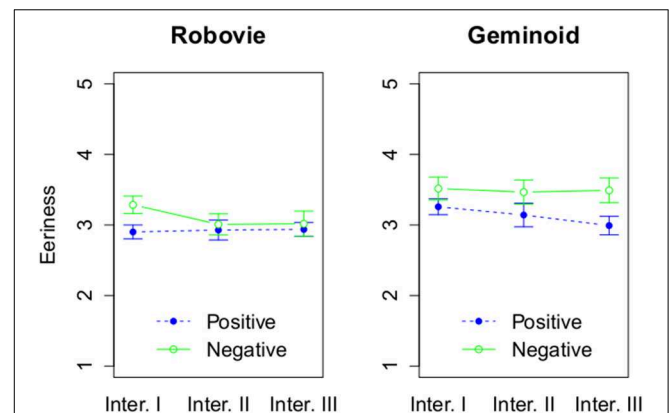 Robovie
Geminoid
Eeriness
5
4
3
2
1
Positive
Negative
Inter. I Inter. II Inter. III
5
4
3
2
1
Positive
Negative
Inter. I Inter. II Inter. III